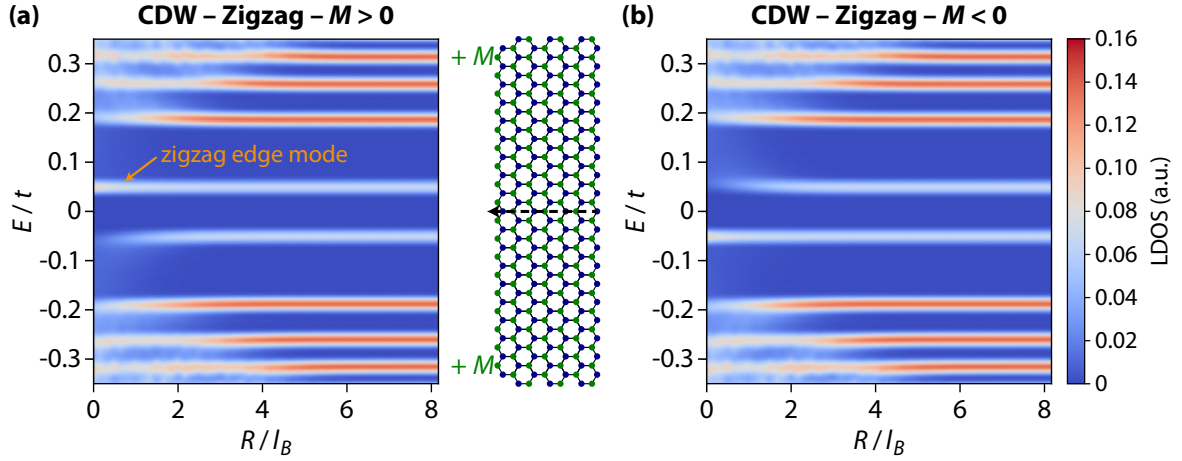 (a) CDW – Zigzag – M > 0
0.3
0.2
0.1
0
-0.1
-0.2
-0.3
E / t
zigzag edge mode
0 2 4 6 8
R / l_B
+ M
+ M
(b) CDW – Zigzag – M < 0
0.3
0.2
0.1
0
-0.1
-0.2
-0.3
E / t
0 2 4 6 8
R / l_B
0.16
0.14
0.12
0.10
0.08
0.06
0.04
0.02
0
LDOS (a.u.)